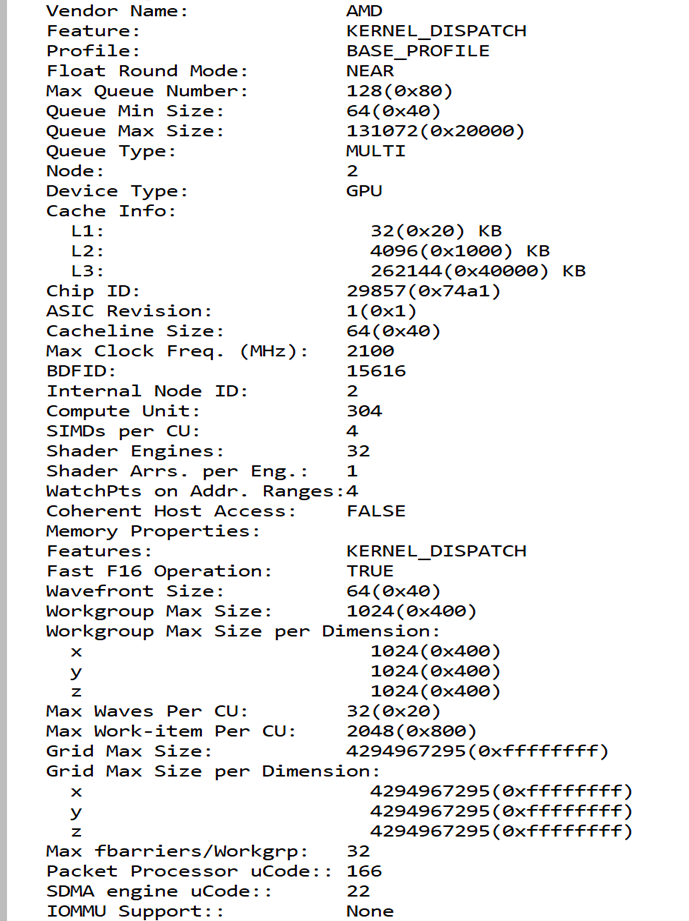 Vendor Name: AMD
Feature: KERNEL_DISPATCH
Profile: BASE_PROFILE
Float Round Mode: NEAR
Max Queue Number: 128(0x80)
Queue Min Size: 64(0x40)
Queue Max Size: 131072(0x20000)
Queue Type: MULTI
Node: 2
Device Type: GPU
Cache Info:
L1: 32(0x20) KB
L2: 4096(0x1000) KB
L3: 262144(0x40000) KB
Chip ID: 29857(0x74a1)
ASIC Revision: 1(0x1)
Cacheline Size: 64(0x40)
Max Clock Freq. (MHz): 2100
BDFID: 15616
Internal Node ID: 2
Compute Unit: 304
SIMDs per CU: 4
Shader Engines: 32
Shader Arrs. per Eng.: 1
WatchPts on Addr. Ranges:4
Coherent Host Access: FALSE
Memory Properties:
Features: KERNEL_DISPATCH
Fast F16 Operation: TRUE
Wavefront Size: 64(0x40)
Workgroup Max Size: 1024(0x400)
Workgroup Max Size per Dimension:
x 1024(0x400)
y 1024(0x400)
z 1024(0x400)
Max Waves Per CU: 32(0x20)
Max Work-item Per CU: 2048(0x800)
Grid Max Size: 4294967295(0xffffffff)
Grid Max Size per Dimension:
x 4294967295(0xffffffff)
y 4294967295(0xffffffff)
z 4294967295(0xffffffff)
Max fbarriers/Workgrp: 32
Packet Processor uCode:: 166
SDMA engine uCode:: 22
IOMMU Support:: None